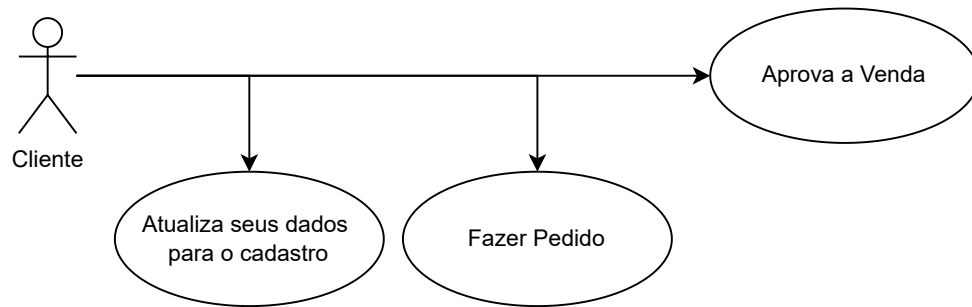 Aprova a Venda
Cliente
Atualiza seus dados
para o cadastro
Fazer Pedido